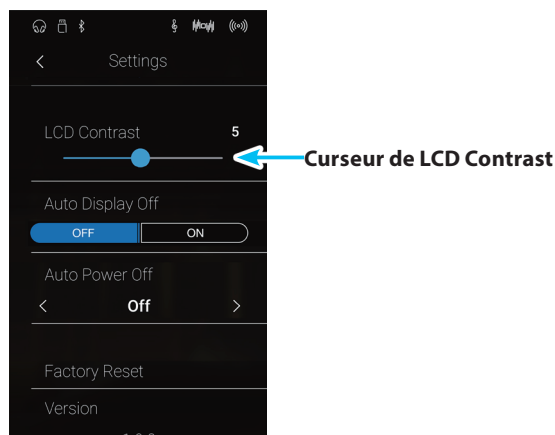 Settings
LCD Contrast 5
Curseur de LCD Contrast
Auto Display Off
OFF ON
Auto Power Off
< Off >
Factory Reset
Version